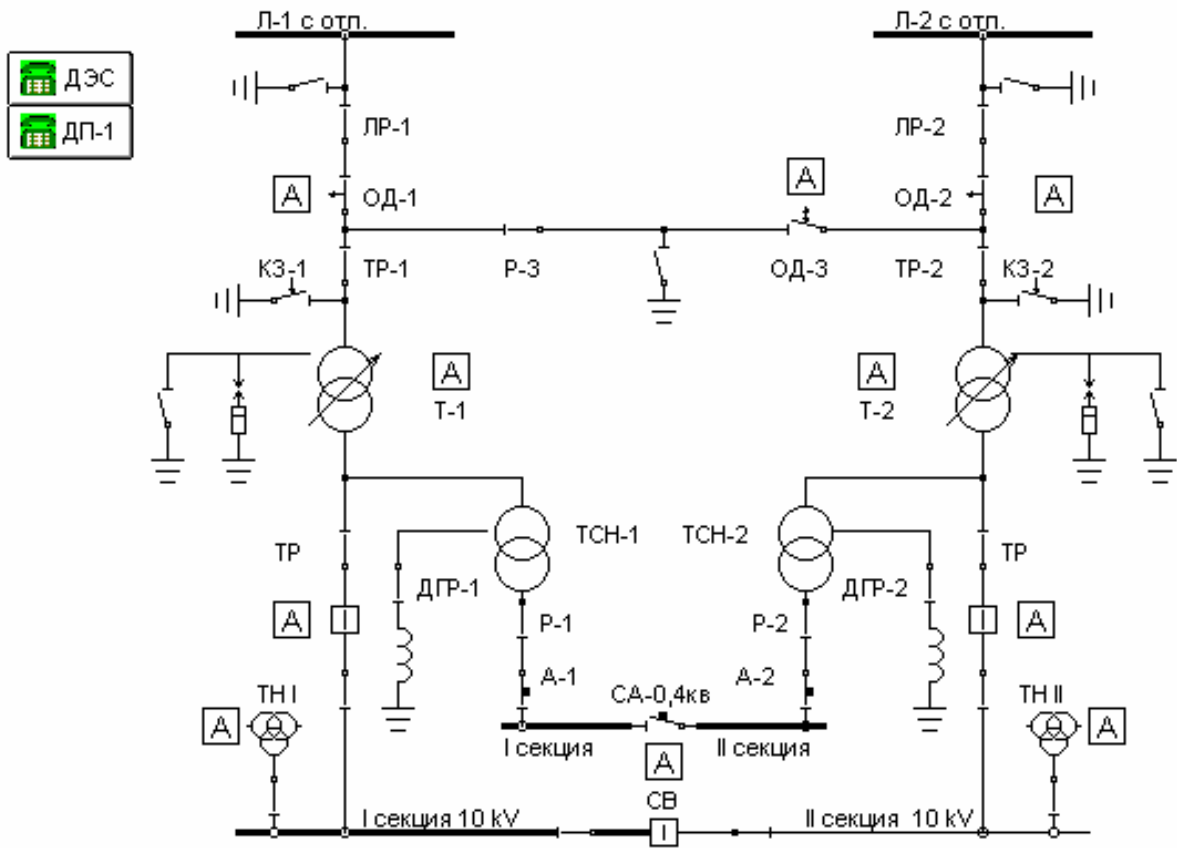 Л-1 с отп.
Л-2 с отп.
ДЭС
ДП-1
ЛР-1
ЛР-2
А
ОД-1
А
ОД-2
А
КЗ-1
ТР-1
Р-3
ОД-3
ТР-2
КЗ-2
А
Т-1
А
Т-2
ТСН-1
ТСН-2
ТР
ТР
ДГР-1
ДГР-2
А
Р-1
Р-2
А
А-1
СА-0,4кв
А-2
ТН I
ТН II
А
А
I секция
II секция
А
СВ
I секция 10 kV
II секция 10 kV